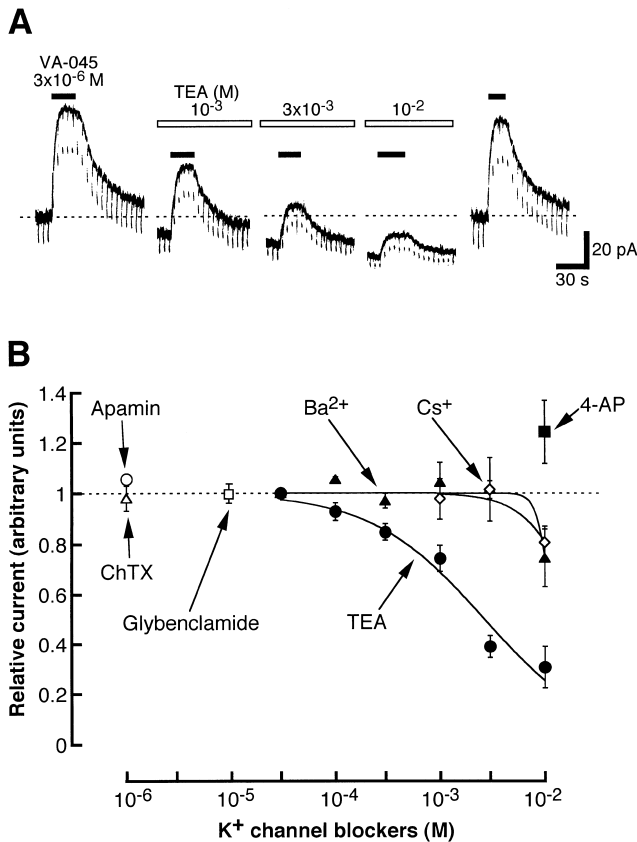 A
VA-045
3x10-6 M
TEA (M)
10-3
3x10-3
10-2
20 pA
30 s
B
Relative current (arbitrary units)
1.4
1.2
1
0.8
0.6
0.4
0.2
0
Apamin
ChTX
Glybenclamide
Ba2+
Cs+
4-AP
TEA
10-6
10-5
10-4
10-3
10-2
K+ channel blockers (M)